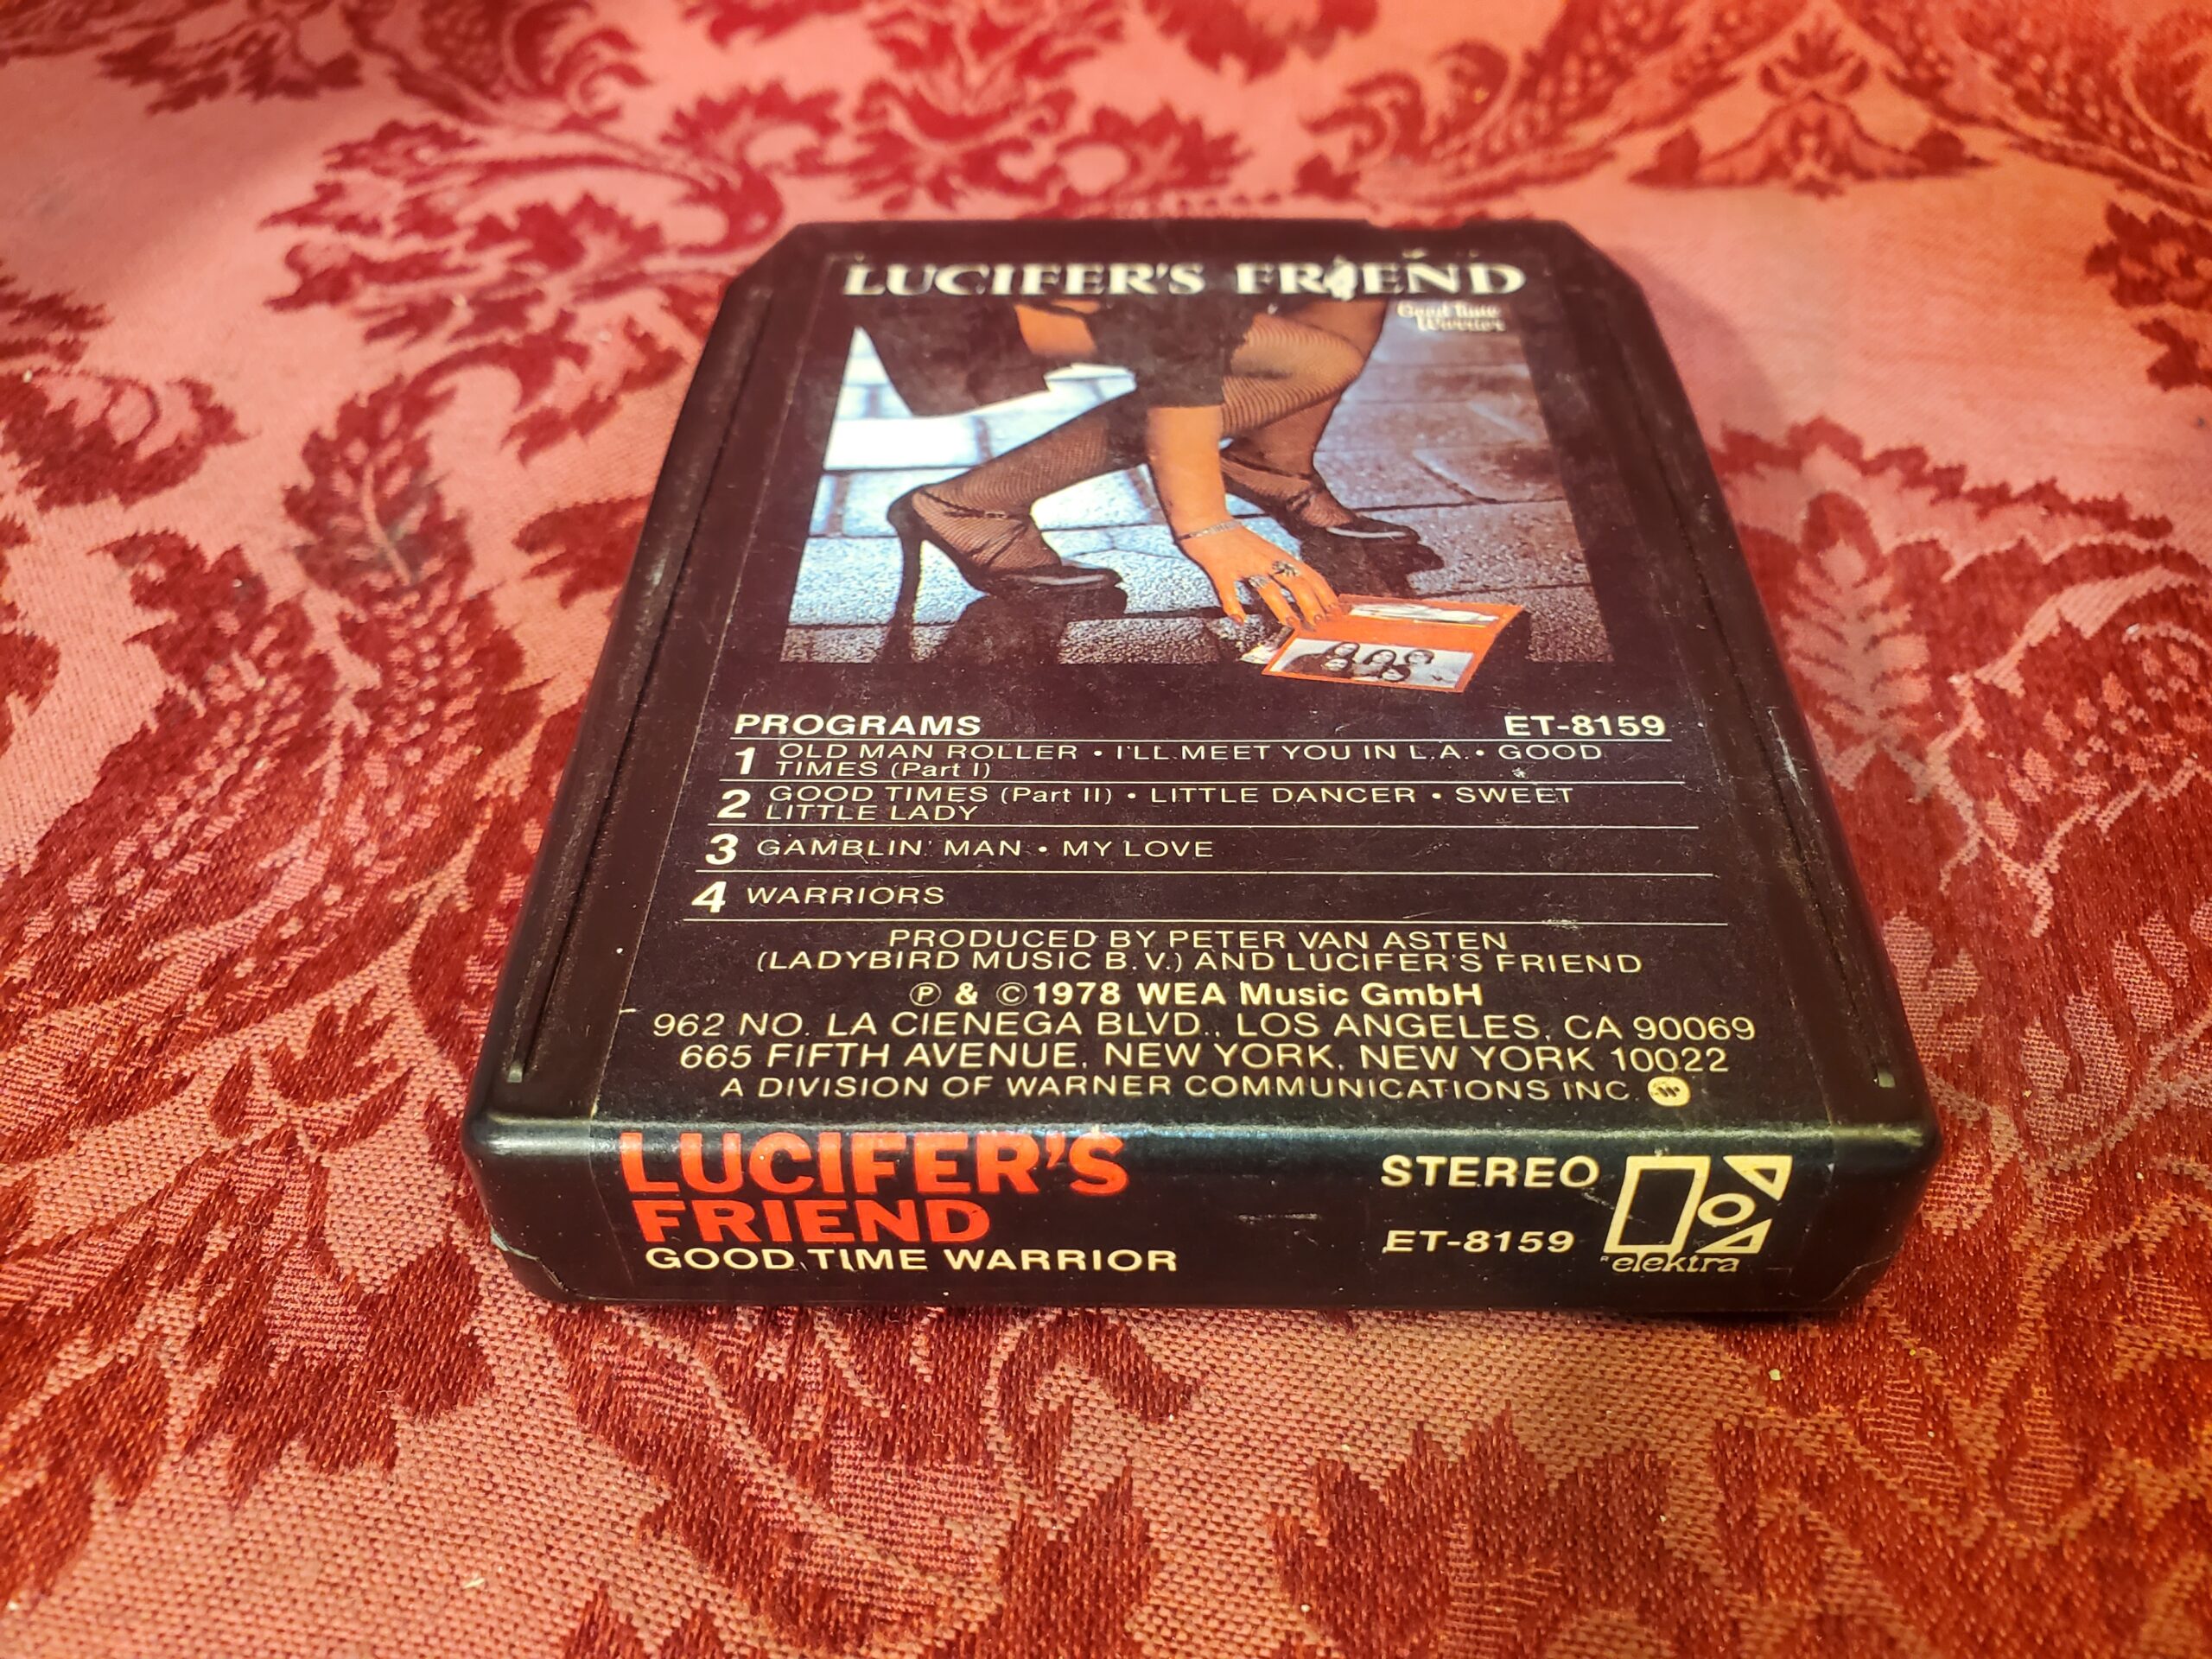 LUCIFER'S FRIEND
Good Time
Warrior
PROGRAMS ET-8159
1 OLD MAN ROLLER • I'LL MEET YOU IN L.A. • GOOD
TIMES (Part I)
2 GOOD TIMES (Part II) • LITTLE DANCER • SWEET
LITTLE LADY
3 GAMBLIN' MAN • MY LOVE
4 WARRIORS
PRODUCED BY PETER VAN ASTEN
(LADYBIRD MUSIC B.V.) AND LUCIFER'S FRIEND
Ⓟ & ©1978 WEA Music GmbH
962 NO. LA CIENEGA BLVD., LOS ANGELES, CA 90069
665 FIFTH AVENUE, NEW YORK, NEW YORK 10022
A DIVISION OF WARNER COMMUNICATIONS INC.
LUCIFER'S
FRIEND
GOOD TIME WARRIOR
STEREO
ET-8159
elektra